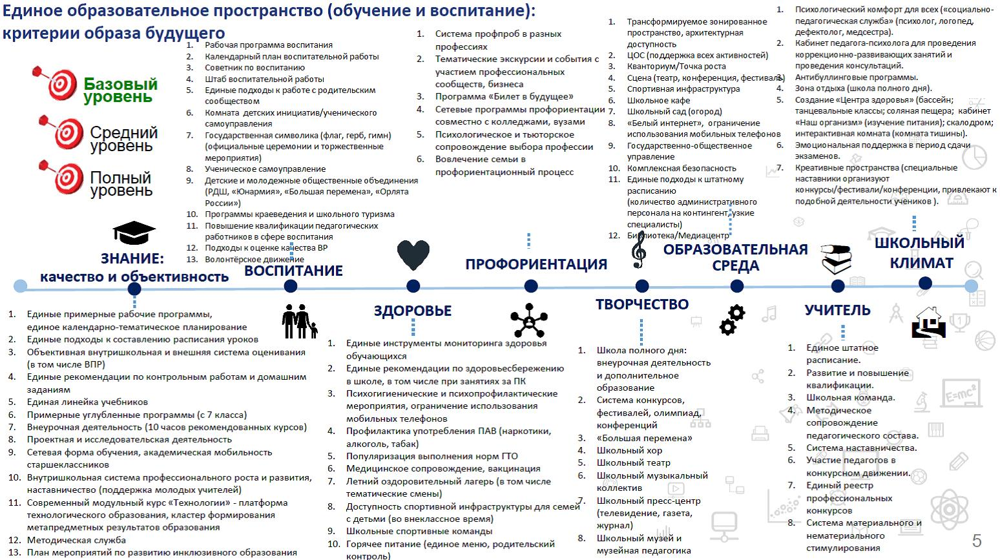 Единое образовательное пространство (обучение и воспитание):
критерии образа будущего
Базовый
уровень
Средний
уровень
Полный
уровень
1. Рабочая программа воспитания
2. Календарный план воспитательной работы
3. Советник по воспитанию
4. Штаб воспитательной работы
5. Единые подходы к работе с родительским
сообществом
6. Комната детских инициатив/ученического
самоуправления
7. Государственная символика (флаг, герб, гимн)
(официальные церемонии и торжественные
мероприятия)
8. Ученическое самоуправление
9. Детские и молодежные общественные объединения
(РДШ, «Юнармия», «Большая перемена», «Орлята
России»)
10. Программы краеведения и школьного туризма
11. Повышение квалификации педагогических
работников в сфере воспитания
12. Подходы к оценке качества ВР
13. Волонтёрское движение
1. Система профпроб в разных
профессиях
2. Тематические экскурсии и события с
участием профессиональных
сообществ, бизнеса
3. Программа «Билет в будущее»
4. Сетевые программы профориентации
совместно с колледжами, вузами
5. Психологическое и тьюторское
сопровождение выбора профессии
6. Вовлечение семьи в
профориентационный процесс
1. Трансформируемое зонированное
пространство, архитектурная
доступность
2. ЦОС (поддержка всех активностей)
3. Кванториум/Точка роста
4. Сцена (театр, конференция, фестиваль)
5. Спортивная инфраструктура
6. Школьное кафе
7. Школьный сад (огород)
8. «Белый интернет», ограничение
использования мобильных телефонов
9. Государственно-общественное
управление
10. Комплексная безопасность
11. Единые подходы к штатному
расписанию
(количество административного
персонала на контингент, узкие
специалисты)
12. Библиотека/Медиацентр
1. Психологический комфорт для всех («социально-
педагогическая служба» (психолог, логопед,
дефектолог, медсестра).
2. Кабинет педагога-психолога для проведения
коррекционно-развивающих занятий и
проведения консультаций.
3. Антибуллинговые программы.
4. Зона отдыха (школа полного дня).
5. Создание «Центра здоровья» (бассейн;
танцевальные классы; соляная пещера; кабинет
«Наш организм» (изучение питания); скалодром;
интерактивная комната (комната тишины).
6. Эмоциональная поддержка в период сдачи
экзаменов.
7. Креативные пространства (специальные
наставники организуют
конкурсы/фестивали/конференции, привлекают к
подобной деятельности учеников ).
ЗНАНИЕ:
качество и объективность
ВОСПИТАНИЕ
ПРОФОРИЕНТАЦИЯ
ОБРАЗОВАТЕЛЬНАЯ
СРЕДА
ШКОЛЬНЫЙ
КЛИМАТ
ЗДОРОВЬЕ
ТВОРЧЕСТВО
УЧИТЕЛЬ
1. Единые примерные рабочие программы,
единое календарно-тематическое планирование
2. Единые подходы к составлению расписания уроков
3. Объективная внутришкольная и внешняя система оценивания
(в том числе ВПР)
4. Единые рекомендации по контрольным работам и домашним
заданиям
5. Единая линейка учебников
6. Примерные углубленные программы (с 7 класса)
7. Внеурочная деятельность (10 часов рекомендованных курсов)
8. Проектная и исследовательская деятельность
9. Сетевая форма обучения, академическая мобильность
старшеклассников
10. Внутришкольная система профессионального роста и развития,
наставничество (поддержка молодых учителей)
11. Современный модульный курс «Технологии» - платформа
технологического образования, кластер формирования
метапредметных результатов образования
12. Методическая служба
13. План мероприятий по развитию инклюзивного образования
1. Единые инструменты мониторинга здоровья
обучающихся
2. Единые рекомендации по здоровьесбережению
в школе, в том числе при занятиях за ПК
3. Психогигиенические и психопрофилактические
мероприятия, ограничение использования
мобильных телефонов
4. Профилактика употребления ПАВ (наркотики,
алкоголь, табак)
5. Популяризация выполнения норм ГТО
6. Медицинское сопровождение, вакцинация
7. Летний оздоровительный лагерь (в том числе
тематические смены)
8. Доступность спортивной инфраструктуры для семей
с детьми (во внеклассное время)
9. Школьные спортивные команды
10. Горячее питание (единое меню, родительский
контроль)
1. Школа полного дня:
внеурочная деятельность
и дополнительное
образование
2. Система конкурсов,
фестивалей, олимпиад,
конференций
3. «Большая перемена»
4. Школьный хор
5. Школьный театр
6. Школьный музыкальный
коллектив
7. Школьный пресс-центр
(телевидение, газета,
журнал)
8. Школьный музей и
музейная педагогика
1. Единое штатное
расписание.
2. Развитие и повышение
квалификации.
3. Школьная команда.
4. Методическое
сопровождение
педагогического состава.
5. Система наставничества.
6. Участие педагогов в
конкурсном движении.
7. Единый реестр
профессиональных
конкурсов
8. Система материального и
нематериального
стимулирования
E=mc²
1
5